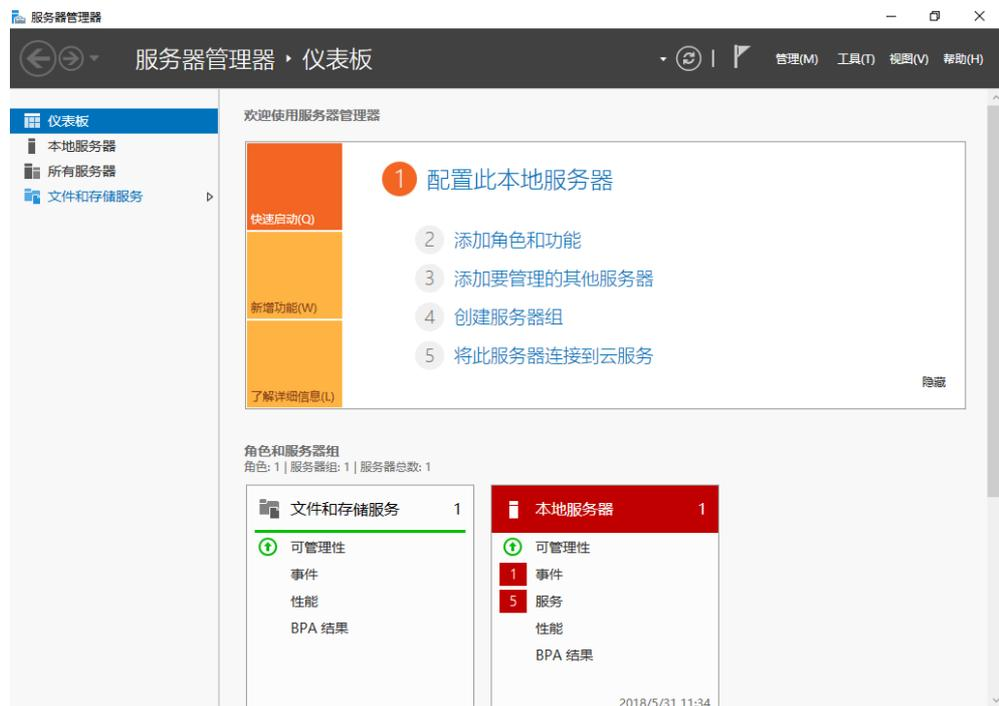 服务器管理器
服务器管理器 ‣ 仪表板
管理(M) 工具(T) 视图(V) 帮助(H)
仪表板
本地服务器
所有服务器
文件和存储服务
欢迎使用服务器管理器
快速启动(Q)
新增功能(W)
了解详细信息(L)
1 配置此本地服务器
2 添加角色和功能
3 添加要管理的其他服务器
4 创建服务器组
5 将此服务器连接到云服务
隐藏
角色和服务器组
角色: 1 | 服务器组: 1 | 服务器总数: 1
文件和存储服务 1
可管理性
事件
性能
BPA 结果
本地服务器 1
可管理性
1 事件
5 服务
性能
BPA 结果
2018/5/31 11:34